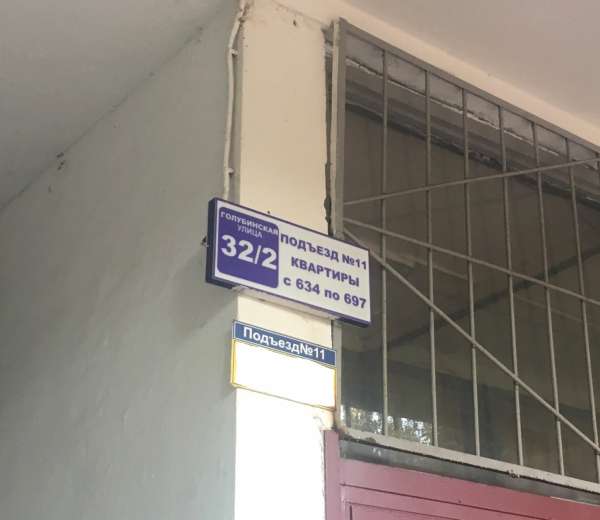 ГОЛУБИНСКАЯ
УЛИЦА
32/2
ПОДЪЕЗД №11
КВАРТИРЫ
с 634 по 697
Подъезд№11